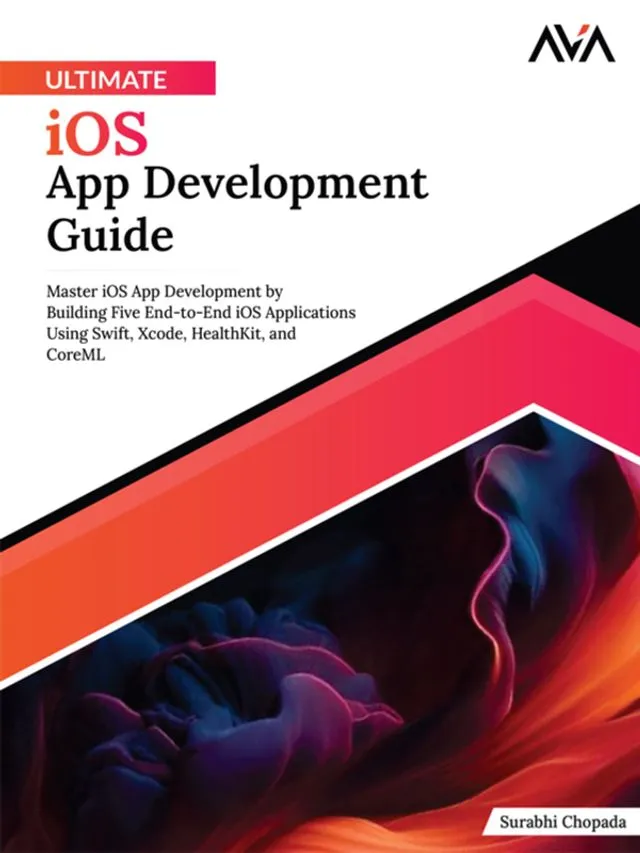 AVA
ULTIMATE
iOS
App Development
Guide
Master iOS App Development by
Building Five End-to-End iOS Applications
Using Swift, Xcode, HealthKit, and
CoreML
Surabhi Chopada